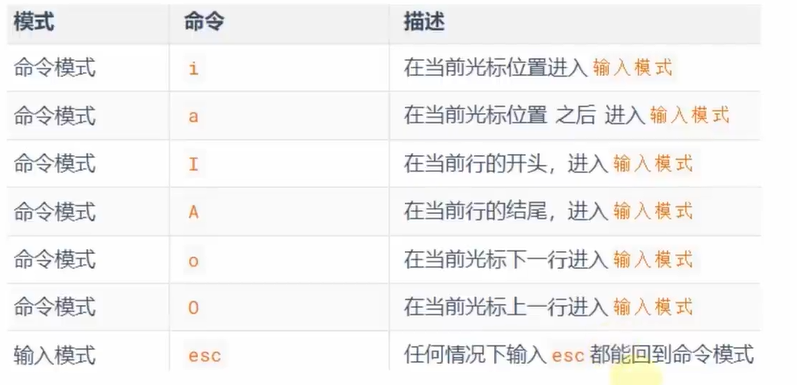 模式 命令 描述
命令模式 i 在当前光标位置进入 输入模式
命令模式 a 在当前光标位置 之后 进入 输入模式
命令模式 I 在当前行的开头，进入 输入模式
命令模式 A 在当前行的结尾，进入 输入模式
命令模式 o 在当前光标下一行进入 输入模式
命令模式 O 在当前光标上一行进入 输入模式
输入模式 esc 任何情况下输入 esc 都能回到命令模式